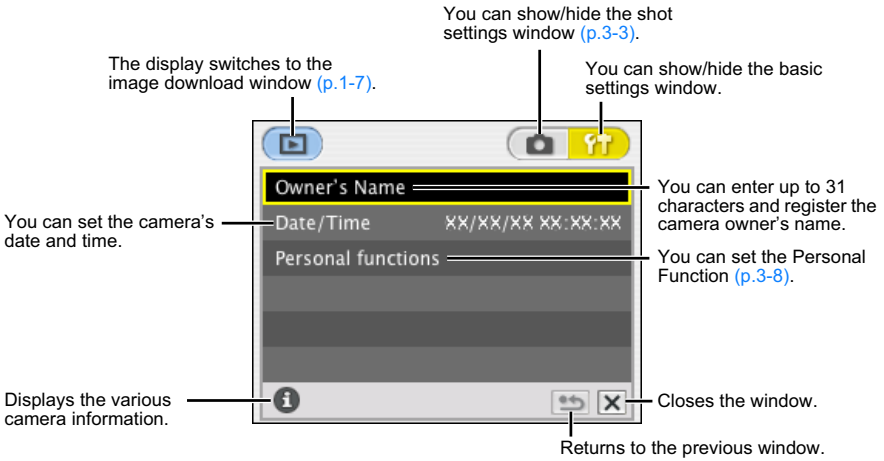 You can show/hide the shot
settings window (p.3-3).
The display switches to the
image download window (p.1-7).
You can show/hide the basic
settings window.
Owner's Name
You can enter up to 31
characters and register the
camera owner's name.
You can set the camera's
date and time.
Date/Time XX/XX/XX XX:XX:XX
Personal functions
You can set the Personal
Function (p.3-8).
Displays the various
camera information.
Closes the window.
Returns to the previous window.